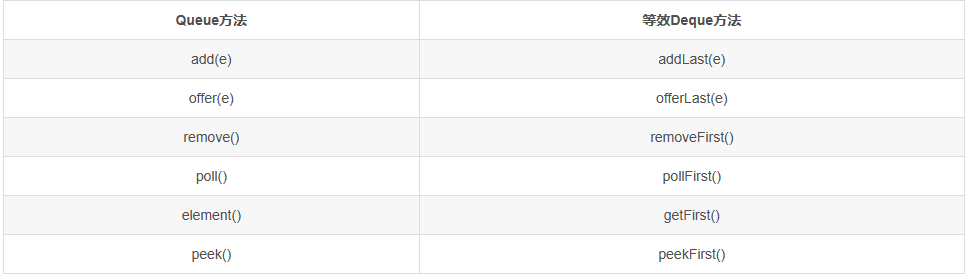 Queue方法 等效Deque方法
add(e) addLast(e)
offer(e) offerLast(e)
remove() removeFirst()
poll() pollFirst()
element() getFirst()
peek() peekFirst()